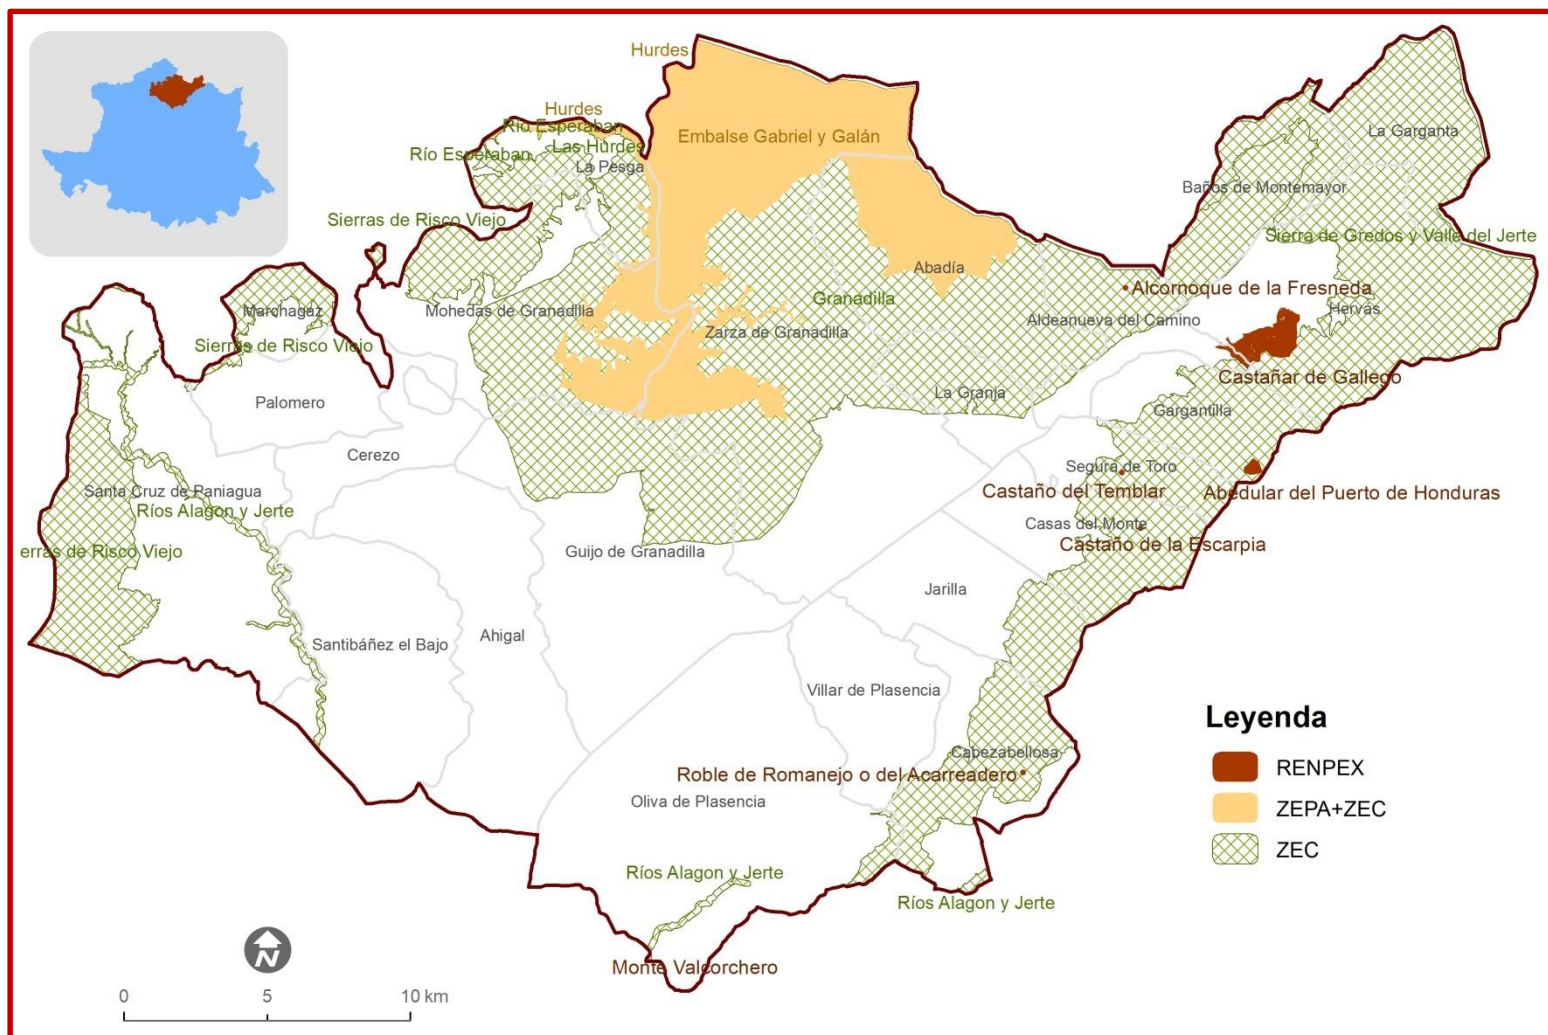 Hurdes
Hurdes
Río Esperaban
Embalse Gabriel y Galán
La Garganta
Las Hurdes
Río Esperaban
La Pesga
Baños de Montemayor
Sierras de Risco Viejo
Sierra de Gredos y Valle del Jerte
Abadía
Alcornoque de la Fresneda
Granadilla
Marchagaz
Mohedas de Granadilla
Hervás
Aldeanueva del Camino
Zarza de Granadilla
Sierras de Risco Viejo
Castañar de Gallego
La Granja
Palomero
Gargantilla
Cerezo
Segura de Toro
Santa Cruz de Paniagua
Castaño del Temblar
Abedular del Puerto de Honduras
Ríos Alagon y Jerte
Casas del Monte
Castaño de la Escarpia
erras de Risco Viejo
Guijo de Granadilla
Jarilla
Ahigal
Santibáñez el Bajo
Villar de Plasencia
Leyenda
RENPEX
ZEPA+ZEC
ZEC
Cabezabellosa
Roble de Romanejo o del Acarreadero
Oliva de Plasencia
Ríos Alagon y Jerte
Ríos Alagon y Jerte
Monte Valcorchero
N
0 5 10 km